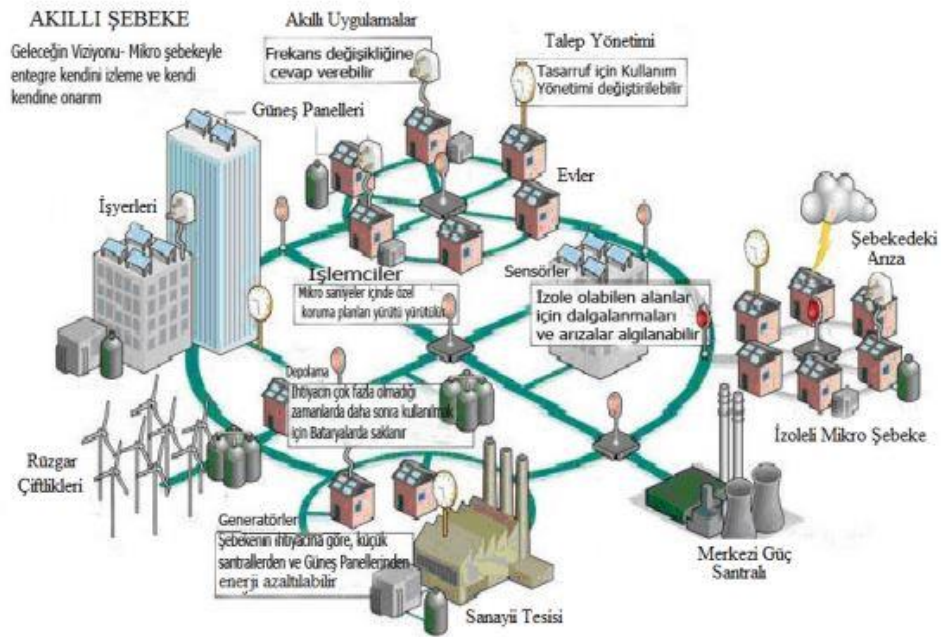 AKILLI ŞEBEKE
Geleceğin Viziyonu- Mikro şebekeyle
entegre kendini izleme ve kendi
kendine onarım
Akıllı Uygulamalar
Frekans değişikliğine
cevap verebilir
Talep Yönetimi
Tasarruf için Kullanım
Yönetimi değiştirilebilir
Güneş Panelleri
Evler
İşyerleri
Şebekedeki
Arıza
İşlemciler
Mikro saniyeler içinde özel
koruma planları yürütü yürütülür
Sensörler
İzole olabilen alanlar
için dalgalanmaları
ve arızalar algılanabilir
Depolama
İhtiyacın çok fazla olmadığı
zamanlarda daha sonra kullanılmak
için Bataryalarda saklanır
İzoleli Mikro Şebeke
Rüzgar
Çiftlikleri
Generatörler
Şebekenin ihtiyacına göre, küçük
santrallerden ve Güneş Panellerinden
enerji azaltılabilir
Merkezi Güç
Santralı
Sanayii Tesisi